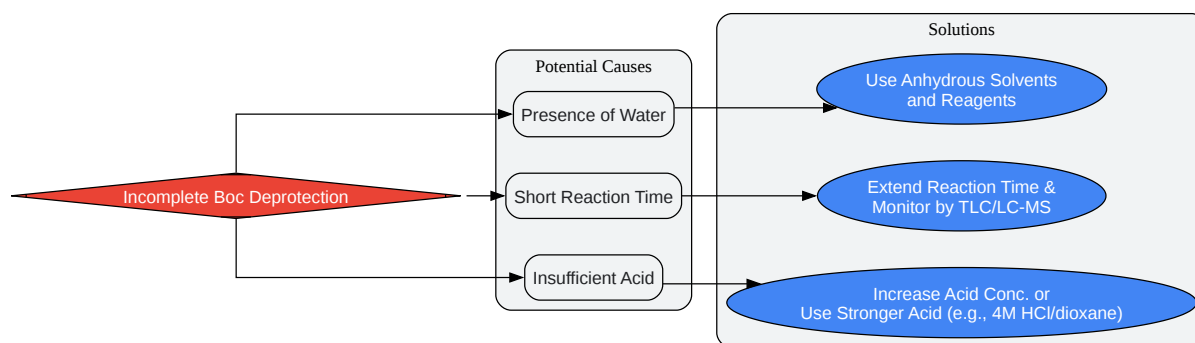 Solutions
Potential Causes
Use Anhydrous Solvents
and Reagents
Presence of Water
Incomplete Boc Deprotection
Short Reaction Time
Extend Reaction Time &
Monitor by TLC/LC-MS
Insufficient Acid
Increase Acid Conc. or
Use Stronger Acid (e.g., 4M HCl/dioxane)